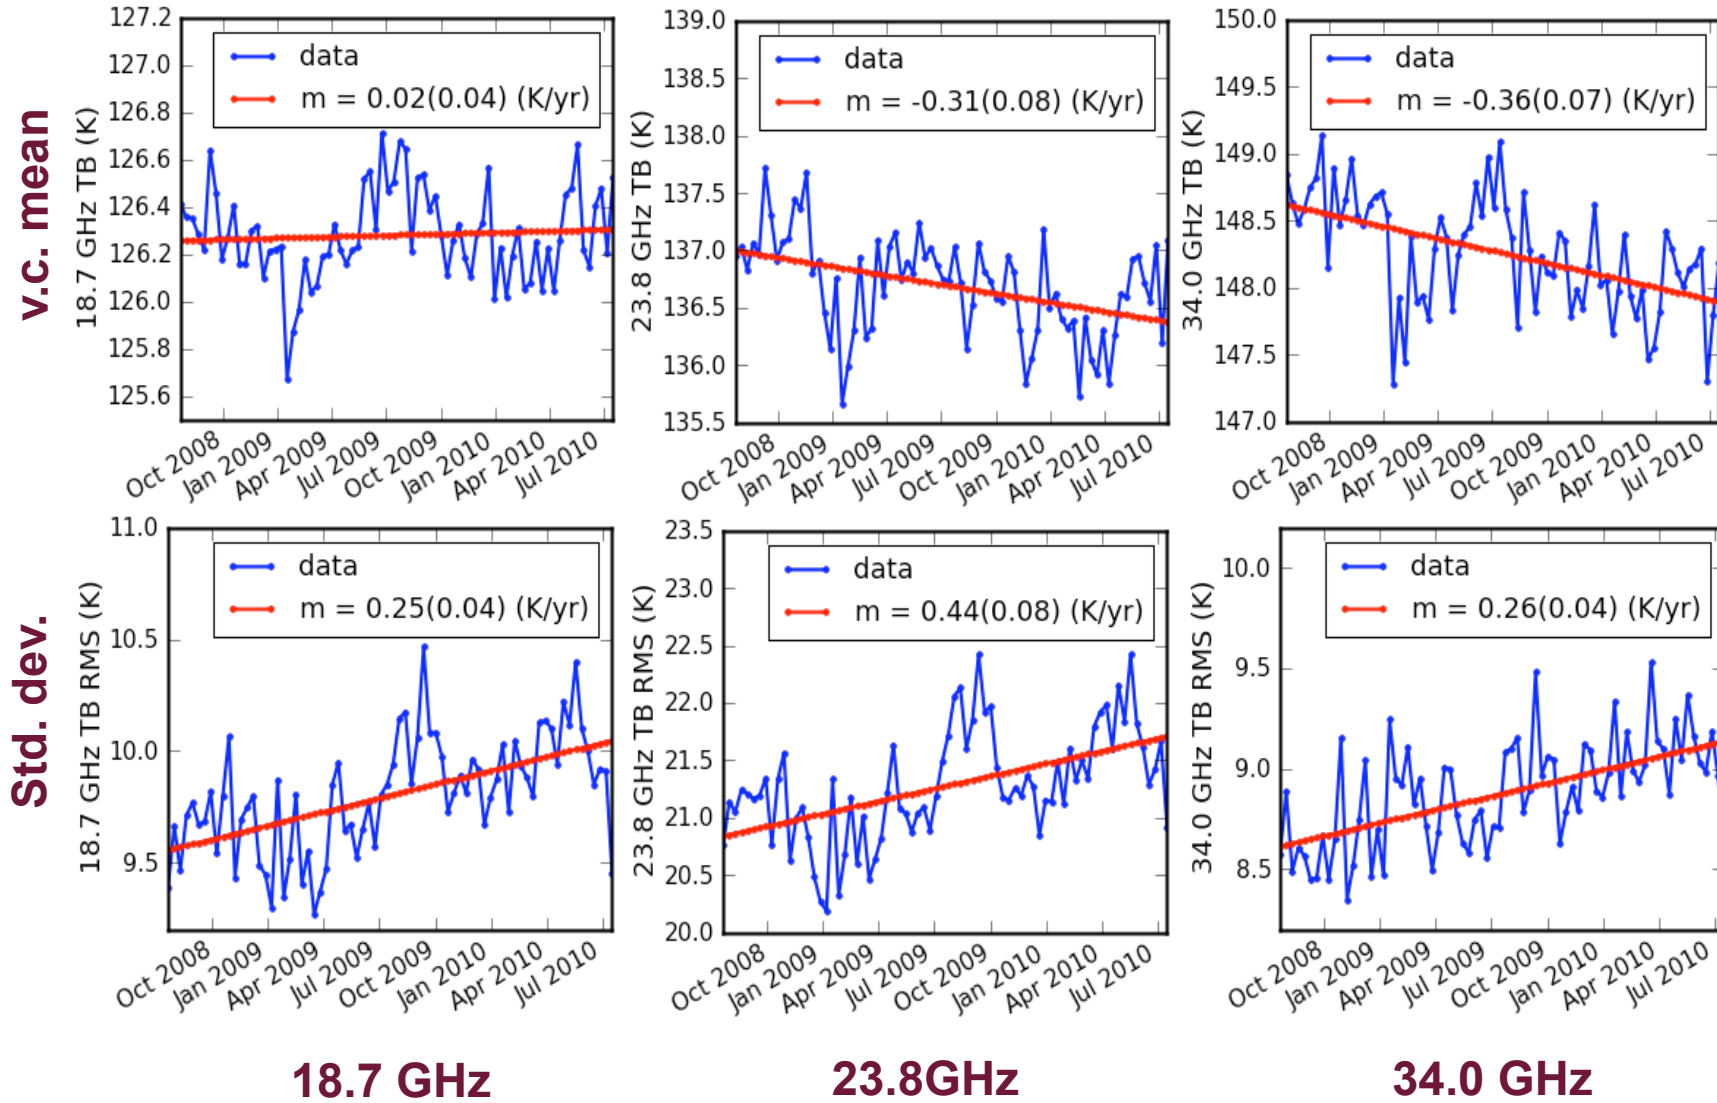 v.c. mean
18.7 GHz TB (K)
127.2
127.0
126.8
126.6
126.4
126.2
126.0
125.8
125.6
data
m = 0.02(0.04) (K/yr)
Oct 2008
Jan 2009
Apr 2009
Jul 2009
Oct 2009
Jan 2010
Apr 2010
Jul 2010
23.8 GHz TB (K)
139.0
138.5
138.0
137.5
137.0
136.5
136.0
135.5
data
m = -0.31(0.08) (K/yr)
Oct 2008
Jan 2009
Apr 2009
Jul 2009
Oct 2009
Jan 2010
Apr 2010
Jul 2010
34.0 GHz TB (K)
150.0
149.5
149.0
148.5
148.0
147.5
147.0
data
m = -0.36(0.07) (K/yr)
Oct 2008
Jan 2009
Apr 2009
Jul 2009
Oct 2009
Jan 2010
Apr 2010
Jul 2010
Std. dev.
18.7 GHz TB RMS (K)
11.0
10.5
10.0
9.5
data
m = 0.25(0.04) (K/yr)
Oct 2008
Jan 2009
Apr 2009
Jul 2009
Oct 2009
Jan 2010
Apr 2010
Jul 2010
23.8 GHz TB RMS (K)
23.5
23.0
22.5
22.0
21.5
21.0
20.5
20.0
data
m = 0.44(0.08) (K/yr)
Oct 2008
Jan 2009
Apr 2009
Jul 2009
Oct 2009
Jan 2010
Apr 2010
Jul 2010
34.0 GHz TB RMS (K)
10.0
9.5
9.0
8.5
data
m = 0.26(0.04) (K/yr)
Oct 2008
Jan 2009
Apr 2009
Jul 2009
Oct 2009
Jan 2010
Apr 2010
Jul 2010
18.7 GHz
23.8GHz
34.0 GHz